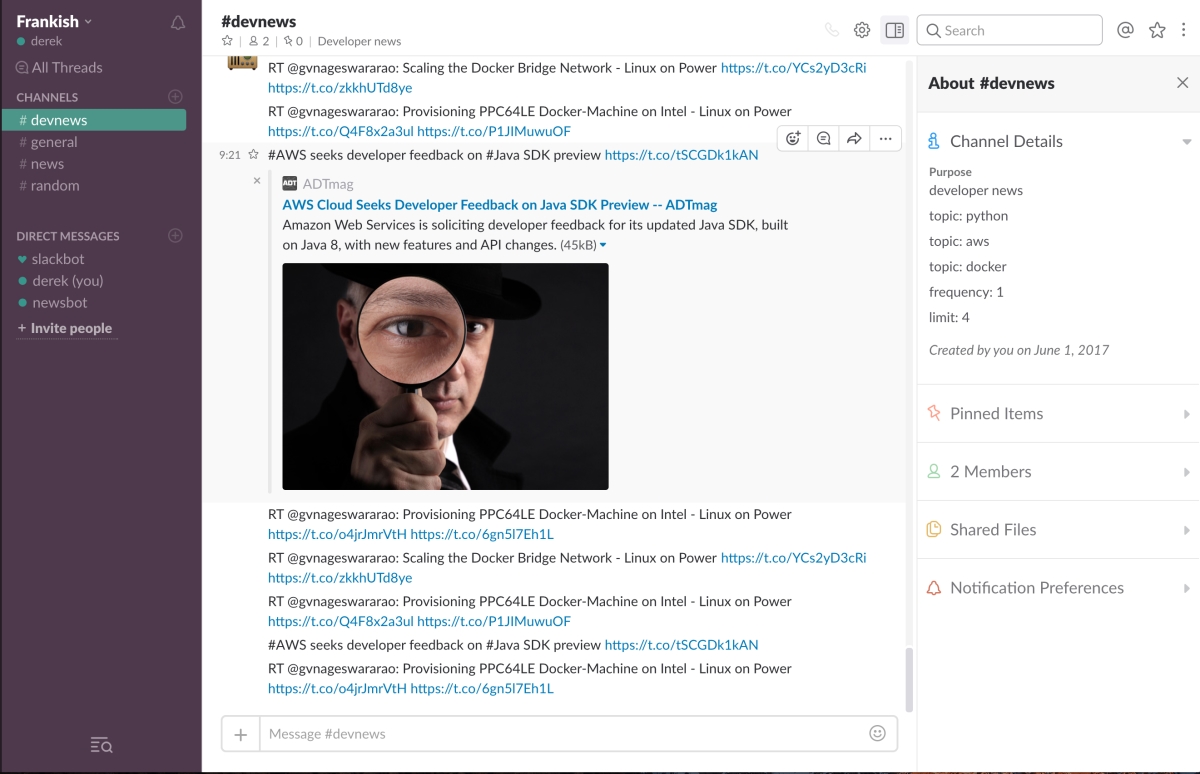 Frankish
derek
All Threads
CHANNELS
# devnews
# general
# news
# random
DIRECT MESSAGES
slackbot
derek (you)
newsbot
+ Invite people
#devnews
2 | 0 | Developer news
Search
RT @gvnageswararao: Scaling the Docker Bridge Network - Linux on Power https://t.co/YCs2yD3cRi
https://t.co/zkkhUTd8ye
RT @gvnageswararao: Provisioning PPC64LE Docker-Machine on Intel - Linux on Power
https://t.co/Q4F8x2a3ul https://t.co/P1JIMuwuOF
9:21 #AWS seeks developer feedback on #Java SDK preview https://t.co/tSCGDk1kAN
ADT ADTmag
AWS Cloud Seeks Developer Feedback on Java SDK Preview -- ADTmag
Amazon Web Services is soliciting developer feedback for its updated Java SDK, built
on Java 8, with new features and API changes. (45kB)
RT @gvnageswararao: Provisioning PPC64LE Docker-Machine on Intel - Linux on Power
https://t.co/o4jrJmrVtH https://t.co/6gn5l7Eh1L
RT @gvnageswararao: Scaling the Docker Bridge Network - Linux on Power https://t.co/YCs2yD3cRi
https://t.co/zkkhUTd8ye
RT @gvnageswararao: Provisioning PPC64LE Docker-Machine on Intel - Linux on Power
https://t.co/Q4F8x2a3ul https://t.co/P1JIMuwuOF
#AWS seeks developer feedback on #Java SDK preview https://t.co/tSCGDk1kAN
RT @gvnageswararao: Provisioning PPC64LE Docker-Machine on Intel - Linux on Power
https://t.co/o4jrJmrVtH https://t.co/6gn5l7Eh1L
Message #devnews
About #devnews
Channel Details
Purpose
developer news
topic: python
topic: aws
topic: docker
frequency: 1
limit: 4
Created by you on June 1, 2017
Pinned Items
2 Members
Shared Files
Notification Preferences